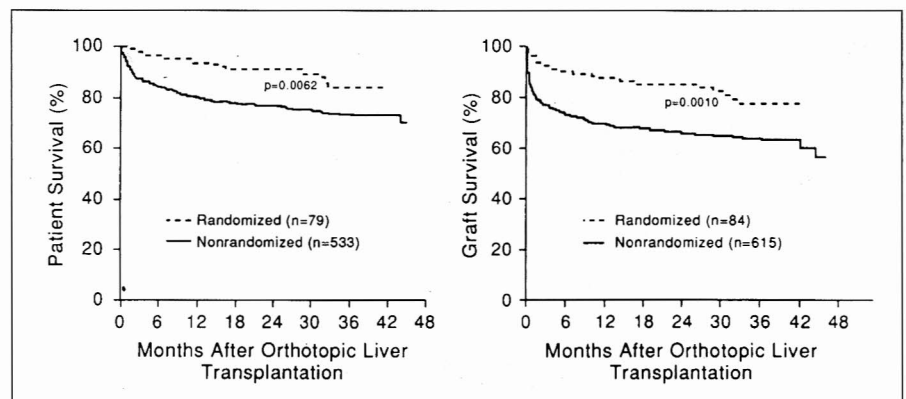 100
80
60
40
20
0
Patient Survival (%)
p=0.0062
Randomized (n=79)
Nonrandomized (n=533)
0 6 12 18 24 30 36 42 48
Months After Orthotopic Liver
Transplantation
100
80
60
40
20
0
Graft Survival (%)
p=0.0010
Randomized (n=84)
Nonrandomized (n=615)
0 6 12 18 24 30 36 42 48
Months After Orthotopic Liver
Transplantation